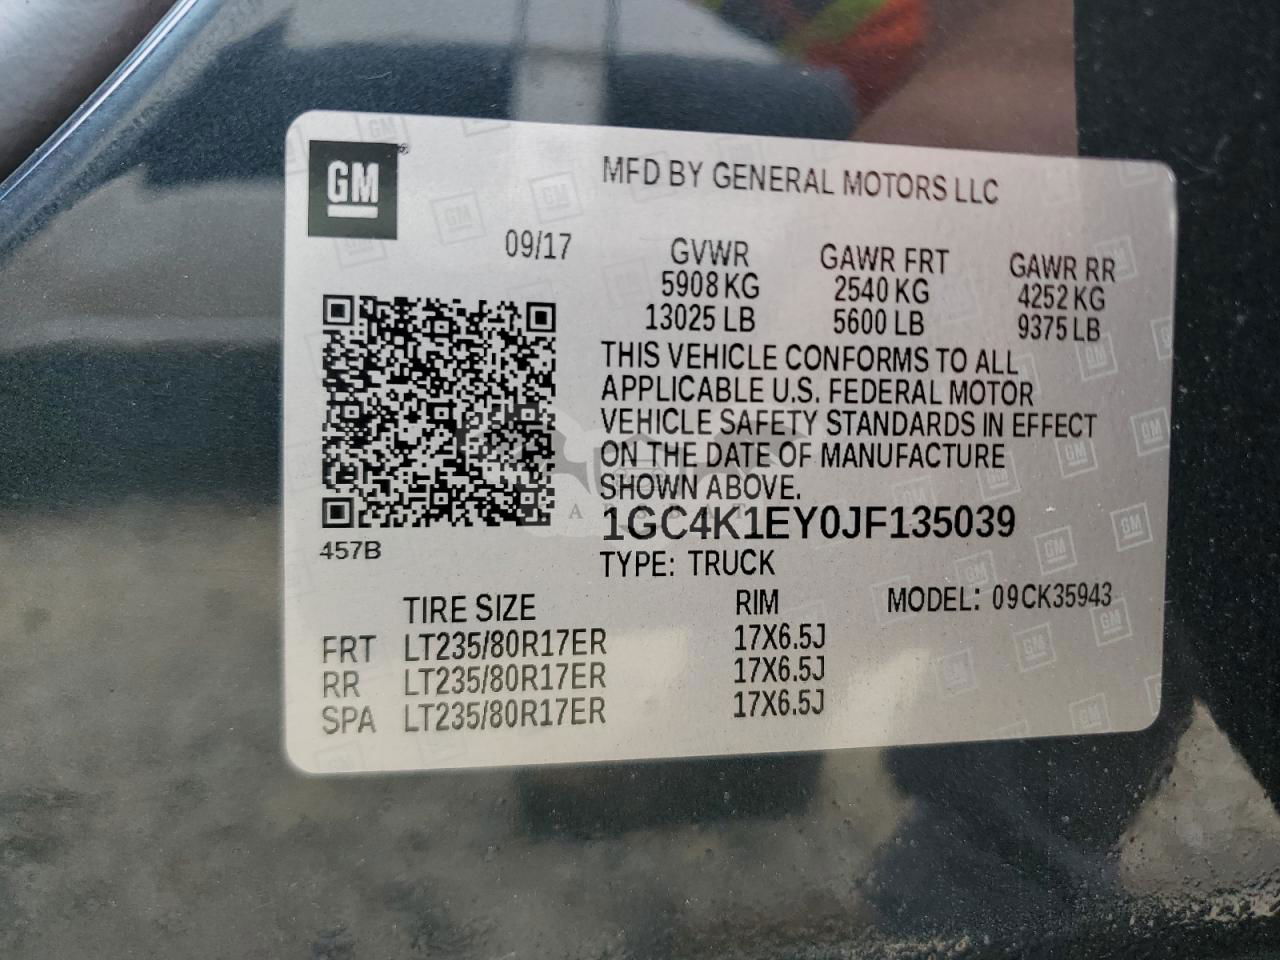 GM
MFD BY GENERAL MOTORS LLC
09/17
GVWR GAWR FRT GAWR RR
5908 KG 2540 KG 4252 KG
13025 LB 5600 LB 9375 LB
THIS VEHICLE CONFORMS TO ALL
APPLICABLE U.S. FEDERAL MOTOR
VEHICLE SAFETY STANDARDS IN EFFECT
ON THE DATE OF MANUFACTURE
SHOWN ABOVE.
1GC4K1EY0JF135039
457B
TYPE: TRUCK
TIRE SIZE RIM MODEL: 09CK35943
FRT LT235/80R17ER 17X6.5J
RR LT235/80R17ER 17X6.5J
SPA LT235/80R17ER 17X6.5J